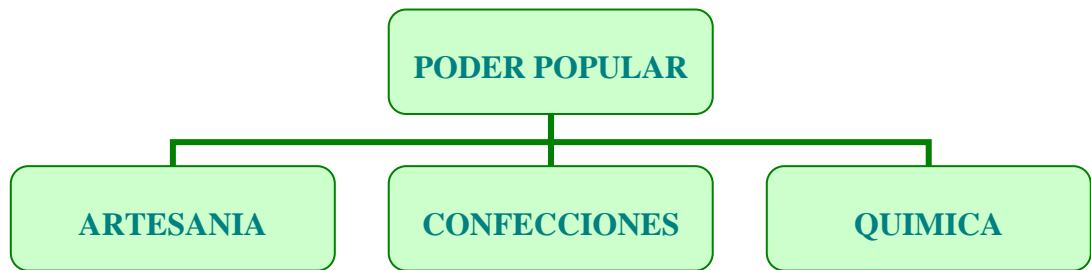 PODER POPULAR
ARTESANIA
CONFECCIONES
QUIMICA